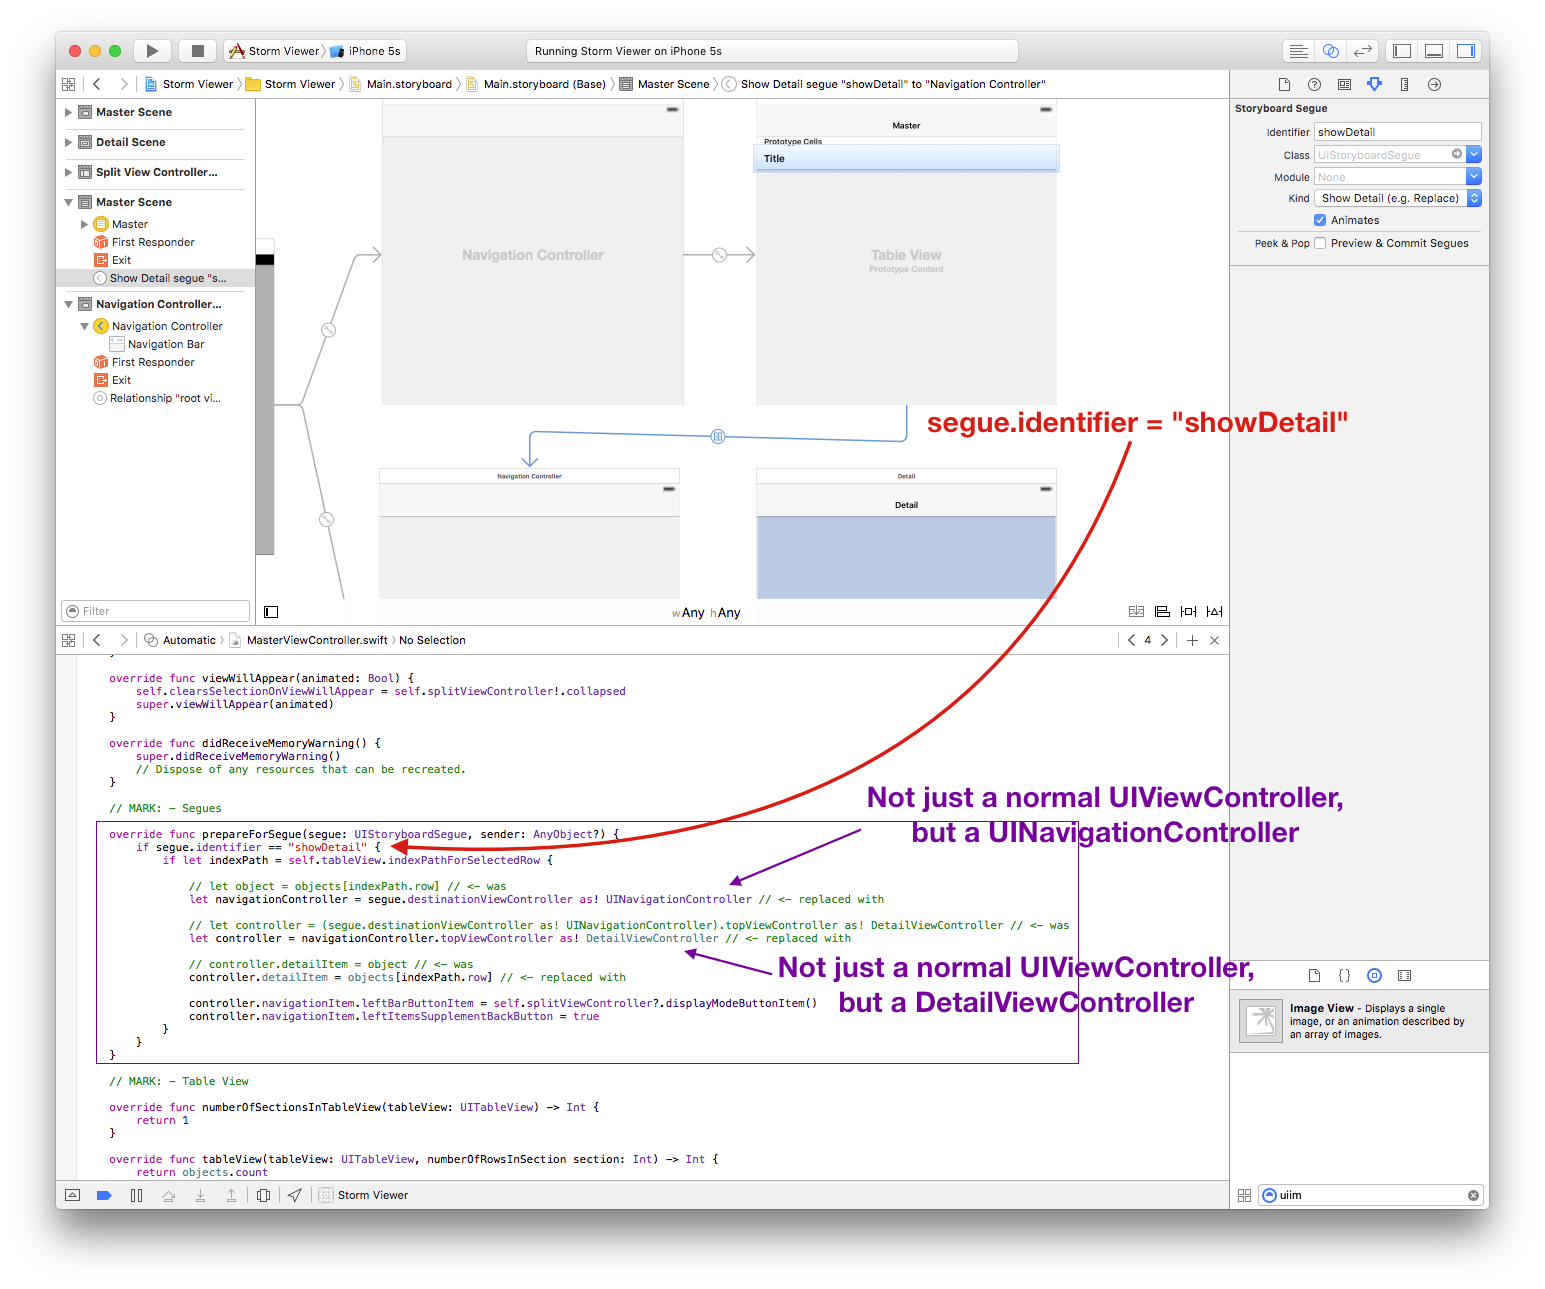 Storm Viewer 〉 iPhone 5s
Running Storm Viewer on iPhone 5s
Storm Viewer 〉 Storm Viewer 〉 Main.storyboard 〉 Main.storyboard (Base) 〉 Master Scene 〉 Show Detail segue "showDetail" to "Navigation Controller"
Master Scene
Detail Scene
Split View Controller...
Master Scene
Master
First Responder
Exit
Show Detail segue "s...
Navigation Controller...
Navigation Controller
Navigation Bar
First Responder
Exit
Relationship "root vi...
Filter
Navigation Controller
Master
Prototype Cells
Title
Table View
Prototype Content
segue.identifier = "showDetail"
Navigation Controller
Detail
Detail
wAny hAny
Storyboard Segue
Identifier showDetail
Class UIStoryboardSegue
Module None
Kind Show Detail (e.g. Replace)
Animates
Peek & Pop Preview & Commit Segues
Automatic 〉 MasterViewController.swift 〉 No Selection
4
}
override func viewWillAppear(animated: Bool) {
self.clearsSelectionOnViewWillAppear = self.splitViewController!.collapsed
super.viewWillAppear(animated)
}
override func didReceiveMemoryWarning() {
super.didReceiveMemoryWarning()
// Dispose of any resources that can be recreated.
}
// MARK: - Segues
override func prepareForSegue(segue: UIStoryboardSegue, sender: AnyObject?) {
if segue.identifier == "showDetail" {
if let indexPath = self.tableView.indexPathForSelectedRow {
// let object = objects[indexPath.row] // <- was
let navigationController = segue.destinationViewController as! UINavigationController // <- replaced with
// let controller = (segue.destinationViewController as! UINavigationController).topViewController as! DetailViewController // <- was
let controller = navigationController.topViewController as! DetailViewController // <- replaced with
// controller.detailItem = object // <- was
controller.detailItem = objects[indexPath.row] // <- replaced with
controller.navigationItem.leftBarButtonItem = self.splitViewController?.displayModeButtonItem()
controller.navigationItem.leftItemsSupplementBackButton = true
}
}
}
// MARK: - Table View
override func numberOfSectionsInTableView(tableView: UITableView) -> Int {
return 1
}
override func tableView(tableView: UITableView, numberOfRowsInSection section: Int) -> Int {
return objects.count
Not just a normal UIViewController,
but a UINavigationController
Not just a normal UIViewController,
but a DetailViewController
Image View - Displays a single
image, or an animation described by
an array of images.
Storm Viewer
uiim